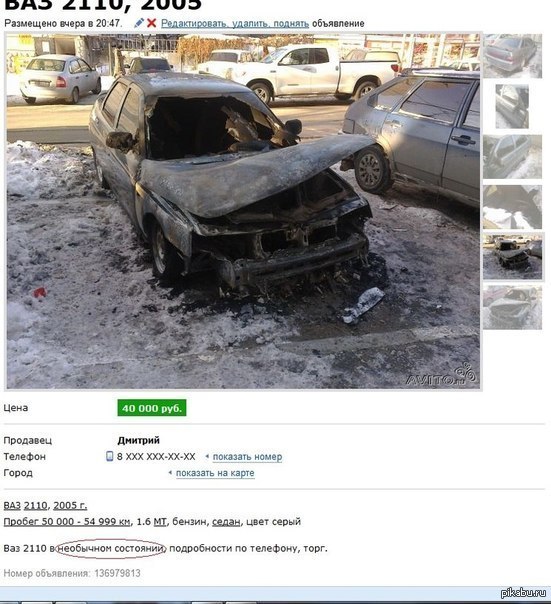 ВАЗ 2110, 2005
Размещено вчера в 20:47. Редактировать, удалить, поднять объявление
AVITO.ru
Цена 40 000 руб.
Продавец Дмитрий
Телефон 8 XXX XXX-XX-XX показать номер
Город показать на карте
ВАЗ 2110, 2005 г.
Пробег 50 000 - 54 999 км, 1.6 МТ, бензин, седан, цвет серый
Ваз 2110 в необычном состоянии, подробности по телефону, торг.
Номер объявления: 136979813
pikabu.ru